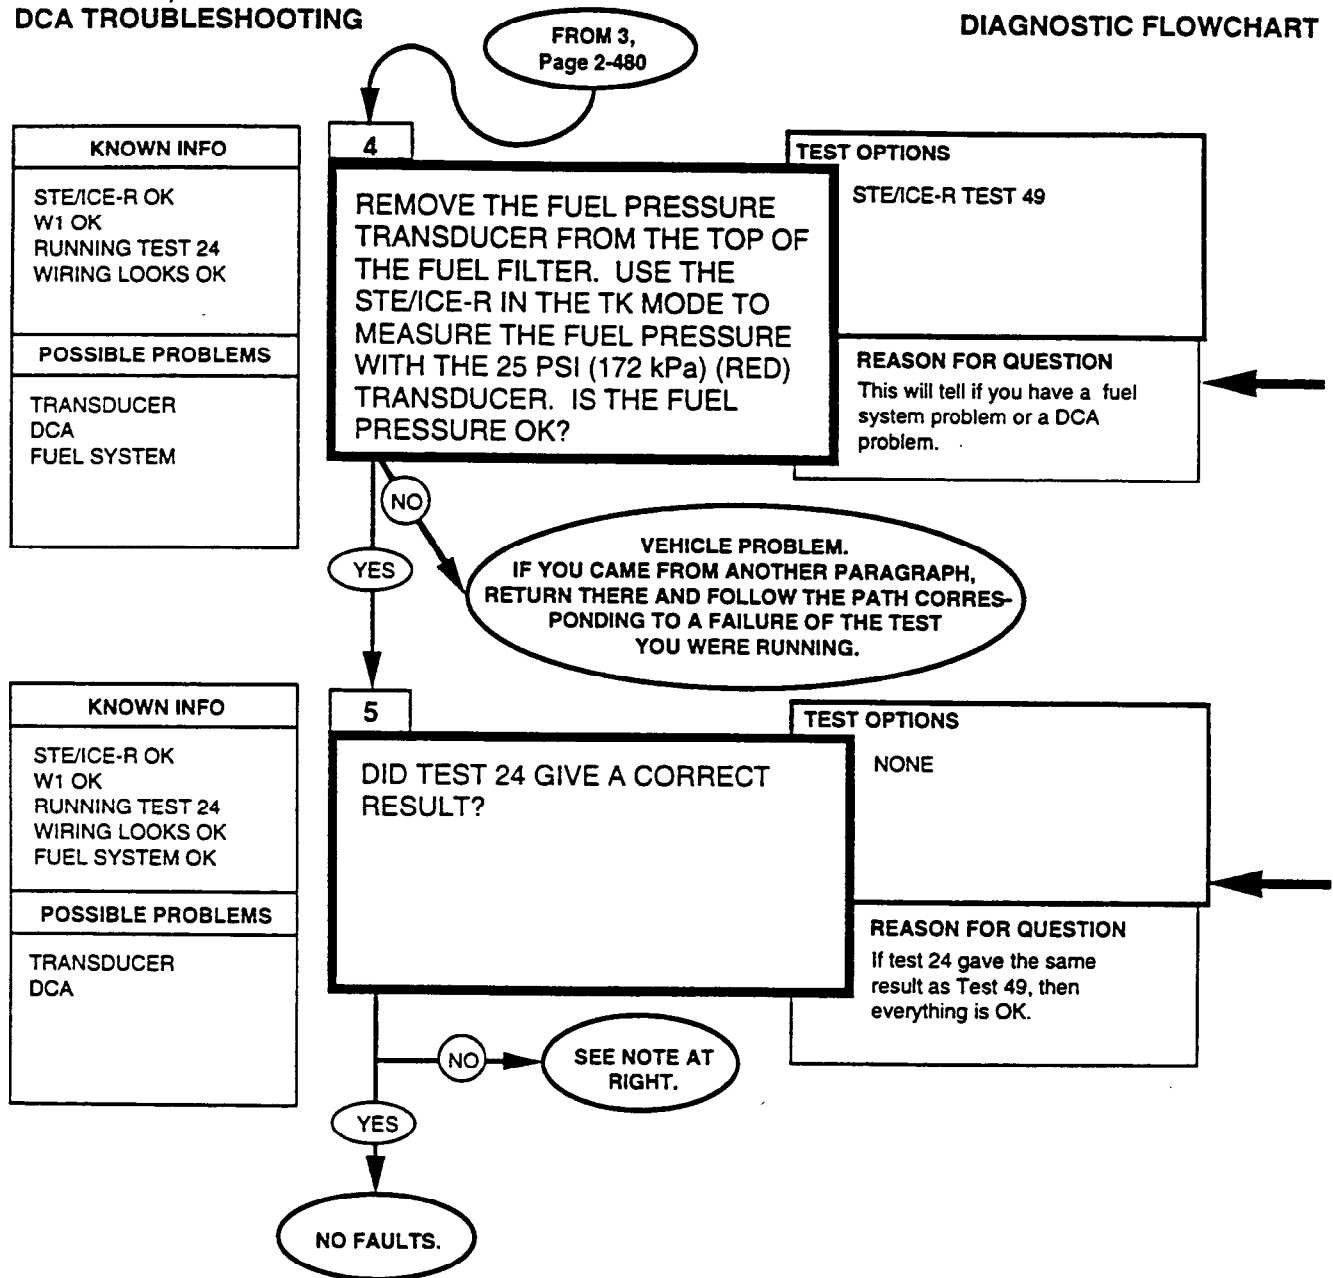 DCA TROUBLESHOOTING
DIAGNOSTIC FLOWCHART
FROM 3,
Page 2-480
KNOWN INFO
STE/ICE-R OK
W1 OK
RUNNING TEST 24
WIRING LOOKS OK
POSSIBLE PROBLEMS
TRANSDUCER
DCA
FUEL SYSTEM
4
REMOVE THE FUEL PRESSURE
TRANSDUCER FROM THE TOP OF
THE FUEL FILTER. USE THE
STE/ICE-R IN THE TK MODE TO
MEASURE THE FUEL PRESSURE
WITH THE 25 PSI (172 kPa) (RED)
TRANSDUCER. IS THE FUEL
PRESSURE OK?
TEST OPTIONS
STE/ICE-R TEST 49
REASON FOR QUESTION
This will tell if you have a fuel
system problem or a DCA
problem.
NO
YES
VEHICLE PROBLEM.
IF YOU CAME FROM ANOTHER PARAGRAPH,
RETURN THERE AND FOLLOW THE PATH CORRES-
PONDING TO A FAILURE OF THE TEST
YOU WERE RUNNING.
KNOWN INFO
STE/ICE-R OK
W1 OK
RUNNING TEST 24
WIRING LOOKS OK
FUEL SYSTEM OK
POSSIBLE PROBLEMS
TRANSDUCER
DCA
5
DID TEST 24 GIVE A CORRECT
RESULT?
TEST OPTIONS
NONE
REASON FOR QUESTION
If test 24 gave the same
result as Test 49, then
everything is OK.
NO
SEE NOTE AT
RIGHT.
YES
NO FAULTS.